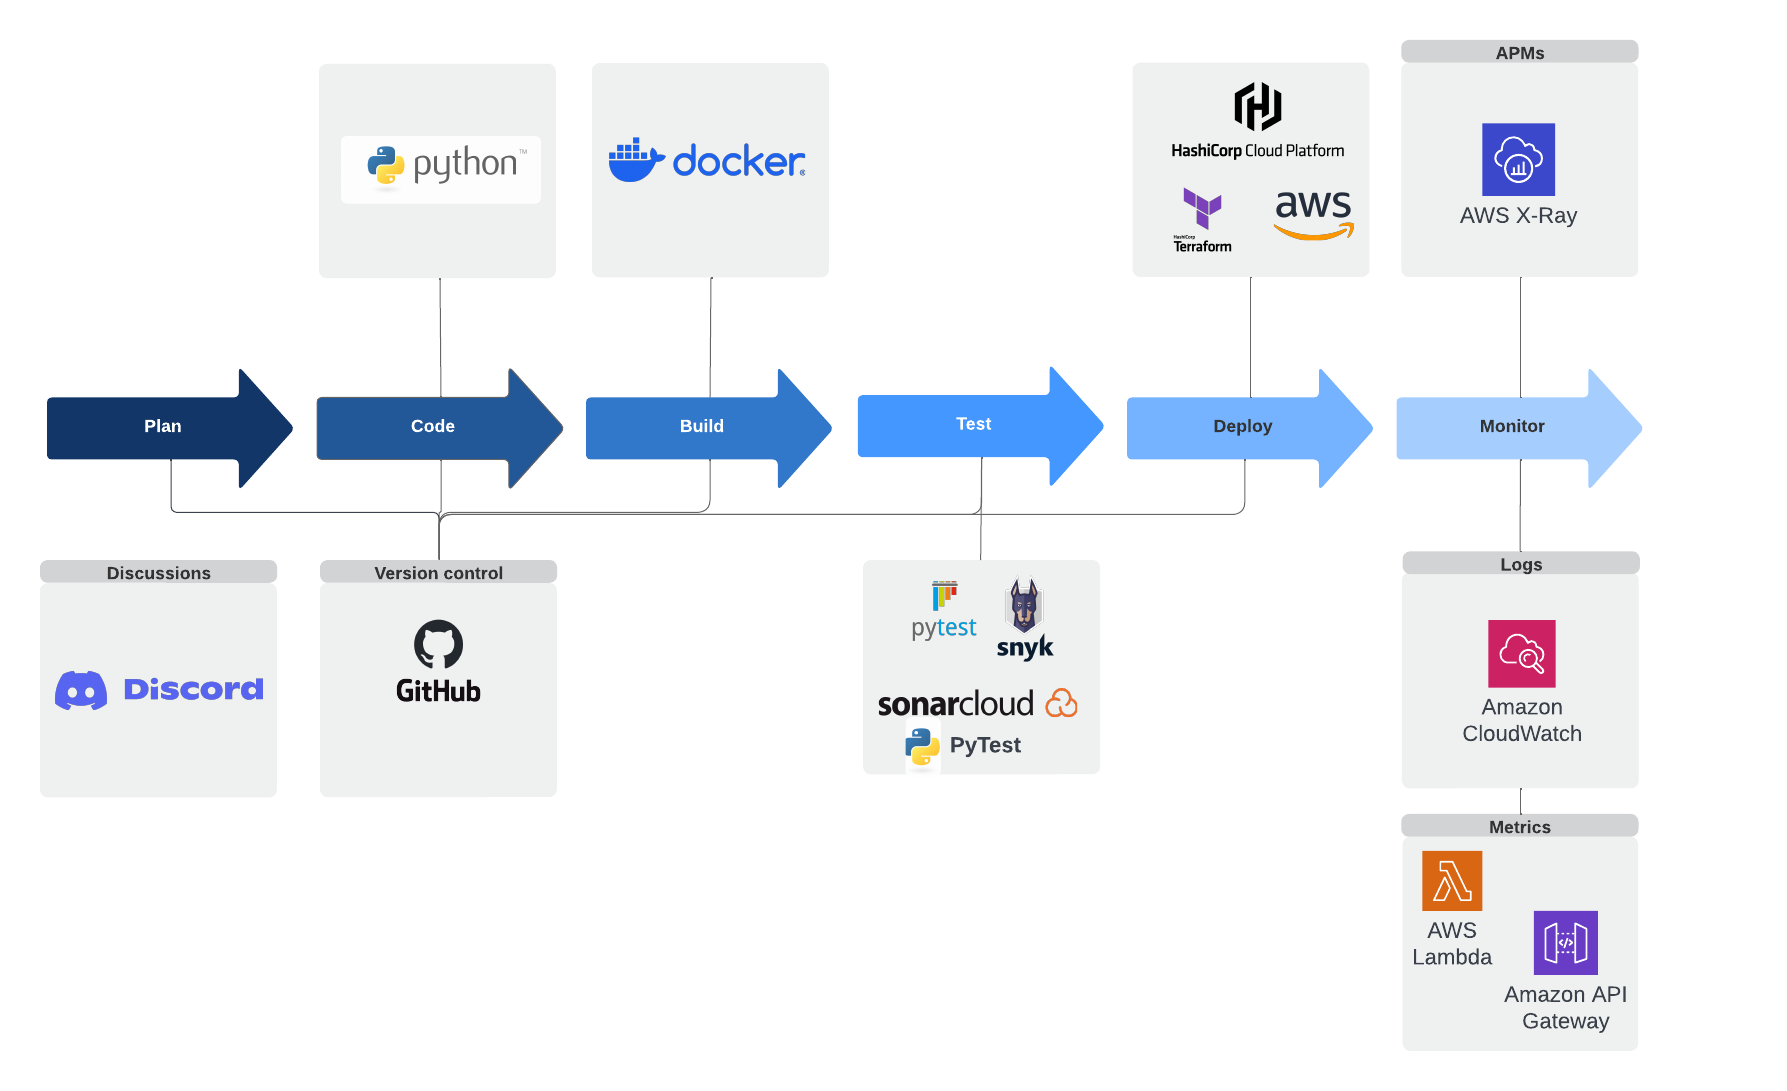 APMs
python™
docker®
HashiCorp Cloud Platform
HashiCorp
Terraform
aws
AWS X-Ray
Plan
Code
Build
Test
Deploy
Monitor
Discussions
Discord
Version control
GitHub
pytest
snyk
sonarcloud
PyTest
Logs
Amazon
CloudWatch
Metrics
AWS
Lambda
Amazon API
Gateway